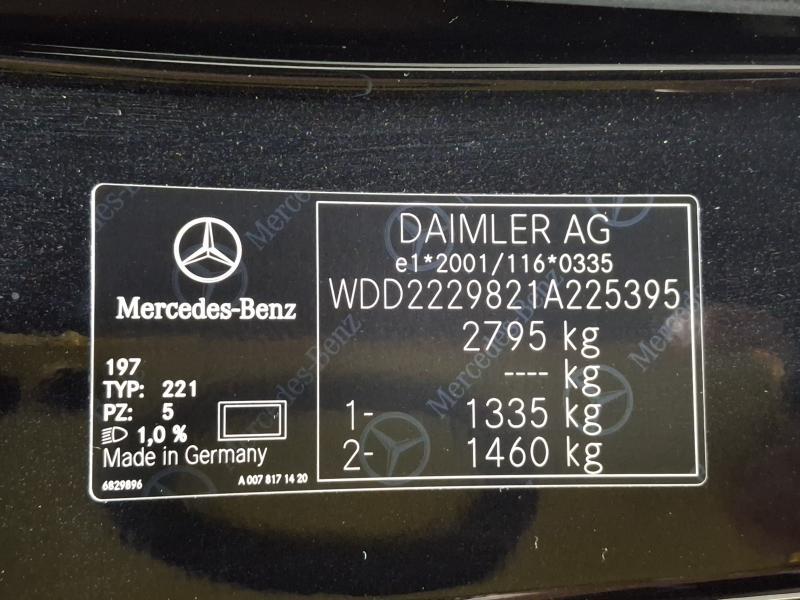 Mercedes-Benz
197
TYP: 221
PZ: 5
1,0 %
Made in Germany
6829896
A 007 817 14 20
DAIMLER AG
e1*2001/116*0335
WDD2229821A225395
2795 kg
---- kg
1- 1335 kg
2- 1460 kg